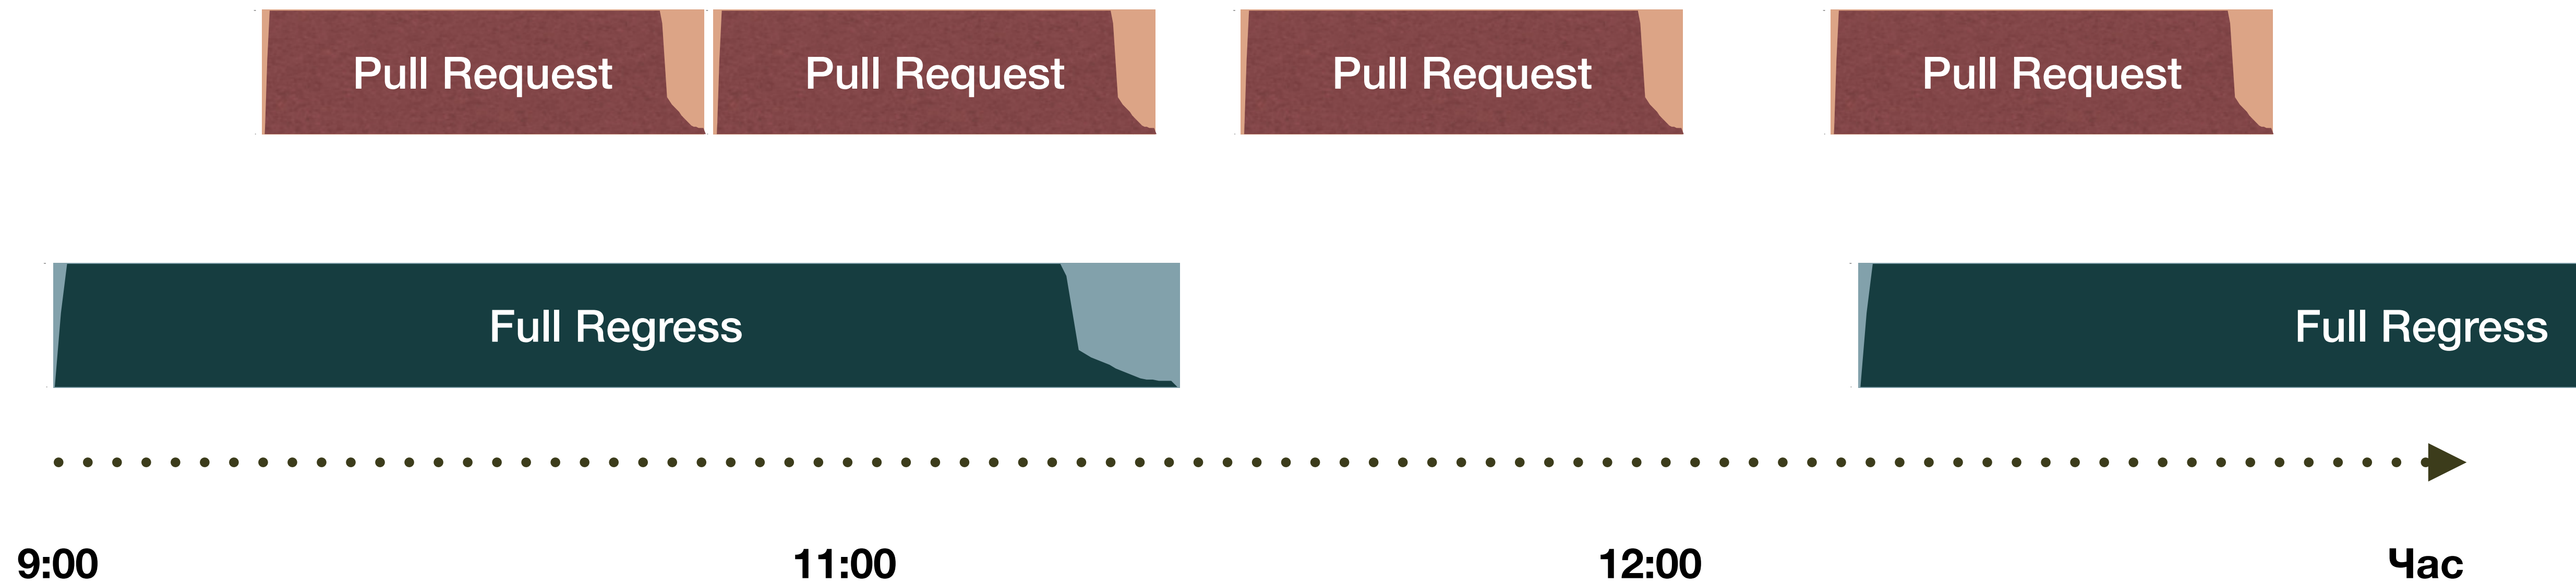 Pull Request
Pull Request
Pull Request
Pull Request
Full Regress
Full Regress
9:00
11:00
12:00
Час